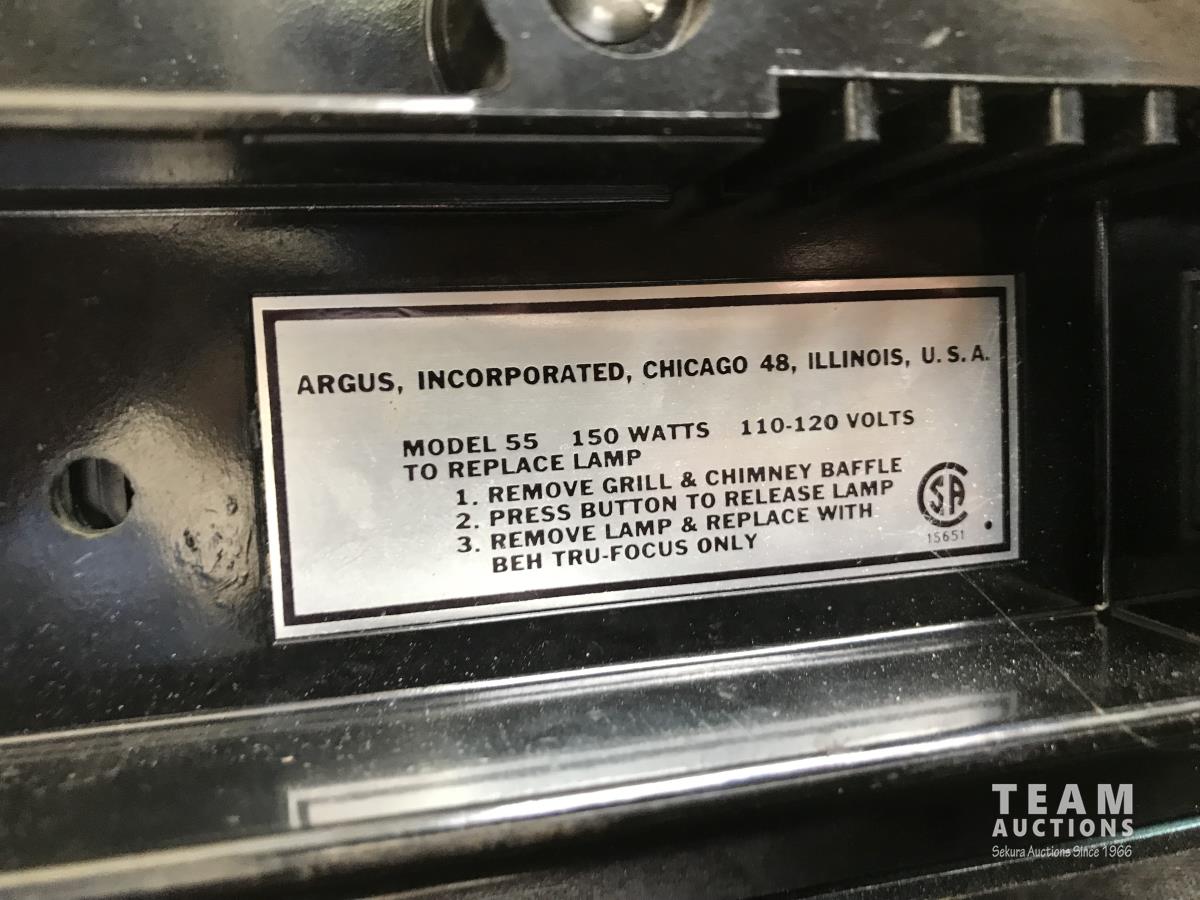 ARGUS, INCORPORATED, CHICAGO 48, ILLINOIS, U.S.A.
MODEL 55 150 WATTS 110-120 VOLTS
TO REPLACE LAMP
1. REMOVE GRILL & CHIMNEY BAFFLE
2. PRESS BUTTON TO RELEASE LAMP
3. REMOVE LAMP & REPLACE WITH
BEH TRU-FOCUS ONLY
CSA
15651
TEAM
AUCTIONS
Sekura Auctions Since 1966